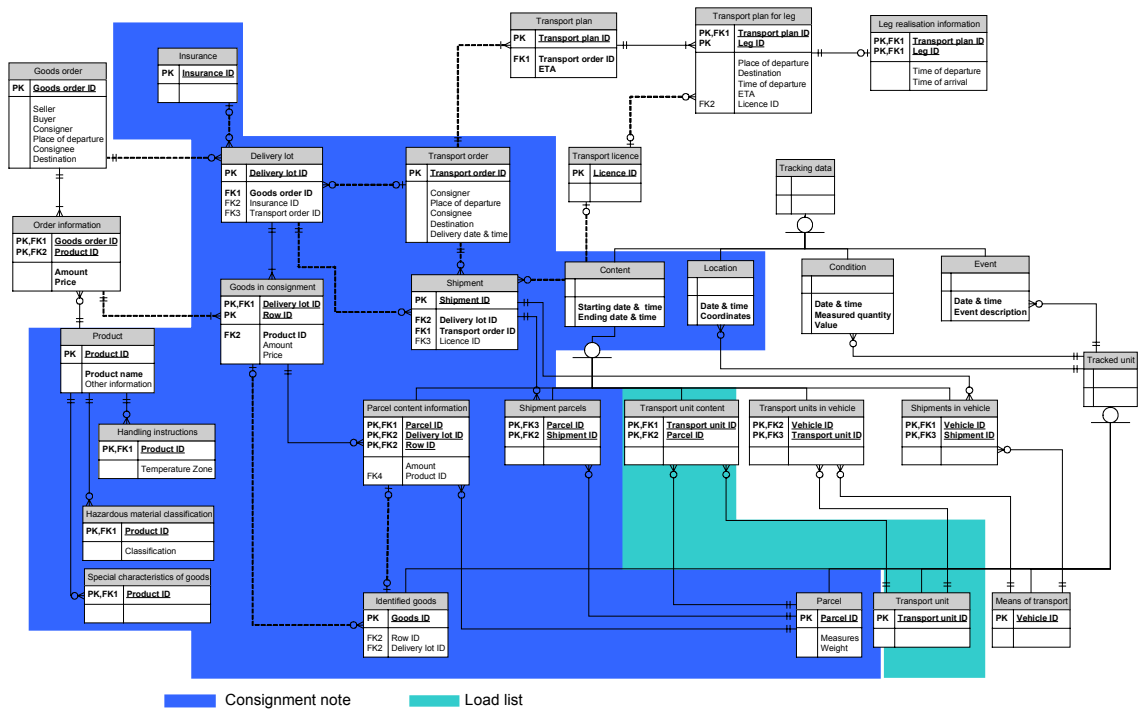 Transport plan
PK Transport plan ID
FK1 Transport order ID
ETA
Transport plan for leg
PK,FK1 Transport plan ID
PK Leg ID
Place of departure
Destination
Time of departure
ETA
FK2 Licence ID
Leg realisation information
PK,FK1 Transport plan ID
PK,FK1 Leg ID
Time of departure
Time of arrival
Insurance
PK Insurance ID
Goods order
PK Goods order ID
Seller
Buyer
Consigner
Place of departure
Consignee
Destination
Delivery lot
PK Delivery lot ID
FK1 Goods order ID
FK2 Insurance ID
FK3 Transport order ID
Transport order
PK Transport order ID
Consigner
Place of departure
Consignee
Destination
Delivery date & time
Transport licence
PK Licence ID
Tracking data
Order information
PK,FK1 Goods order ID
PK,FK2 Product ID
Amount
Price
Goods in consignment
PK,FK1 Delivery lot ID
PK Row ID
FK2 Product ID
Amount
Price
Shipment
PK Shipment ID
FK2 Delivery lot ID
FK1 Transport order ID
FK3 Licence ID
Content
Starting date & time
Ending date & time
Location
Date & time
Coordinates
Condition
Date & time
Measured quantity
Value
Event
Date & time
Event description
Product
PK Product ID
Product name
Other information
Tracked unit
Handling instructions
PK,FK1 Product ID
Temperature Zone
Parcel content information
PK,FK1 Parcel ID
PK,FK2 Delivery lot ID
PK,FK2 Row ID
Amount
FK4 Product ID
Shipment parcels
PK,FK3 Parcel ID
PK,FK2 Shipment ID
Transport unit content
PK,FK1 Transport unit ID
PK,FK2 Parcel ID
Transport units in vehicle
PK,FK2 Vehicle ID
PK,FK3 Transport unit ID
Shipments in vehicle
PK,FK1 Vehicle ID
PK,FK3 Shipment ID
Hazardous material classification
PK,FK1 Product ID
Classification
Special characteristics of goods
PK,FK1 Product ID
Identified goods
PK Goods ID
FK2 Row ID
FK2 Delivery lot ID
Parcel
PK Parcel ID
Measures
Weight
Transport unit
PK Transport unit ID
Means of transport
PK Vehicle ID
Consignment note
Load list